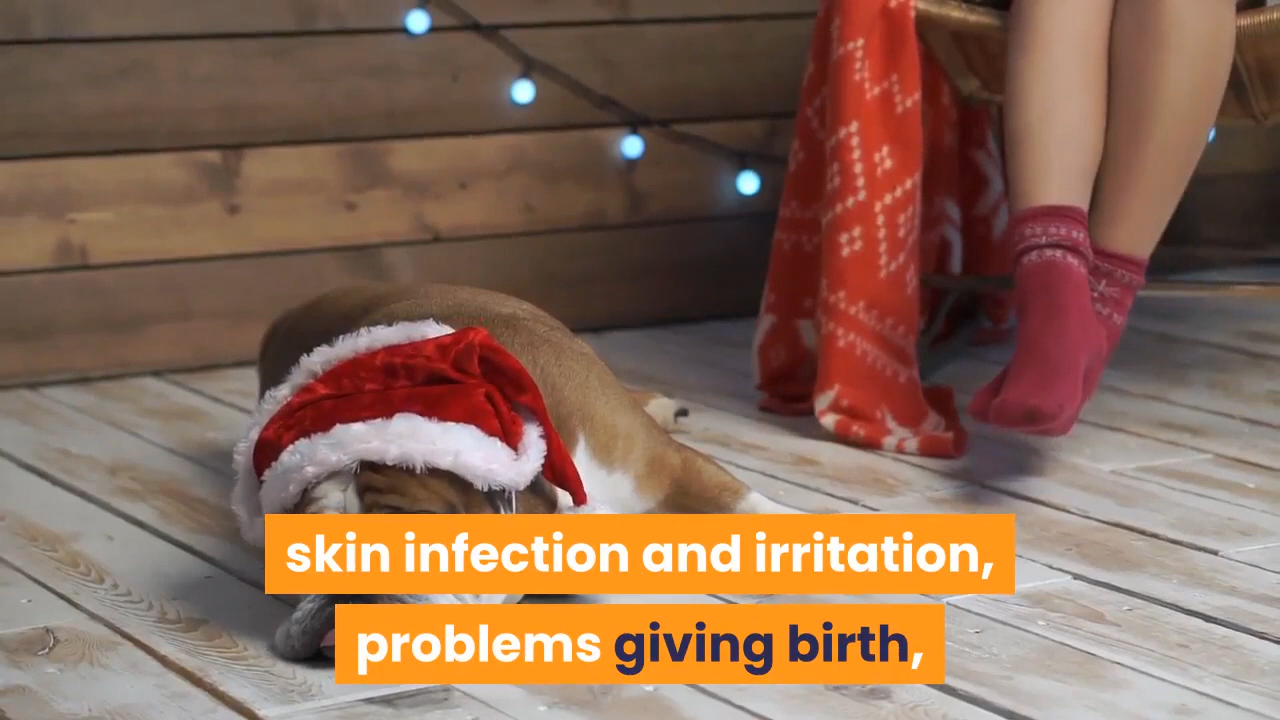 skin infection and irritation,
problems giving birth,